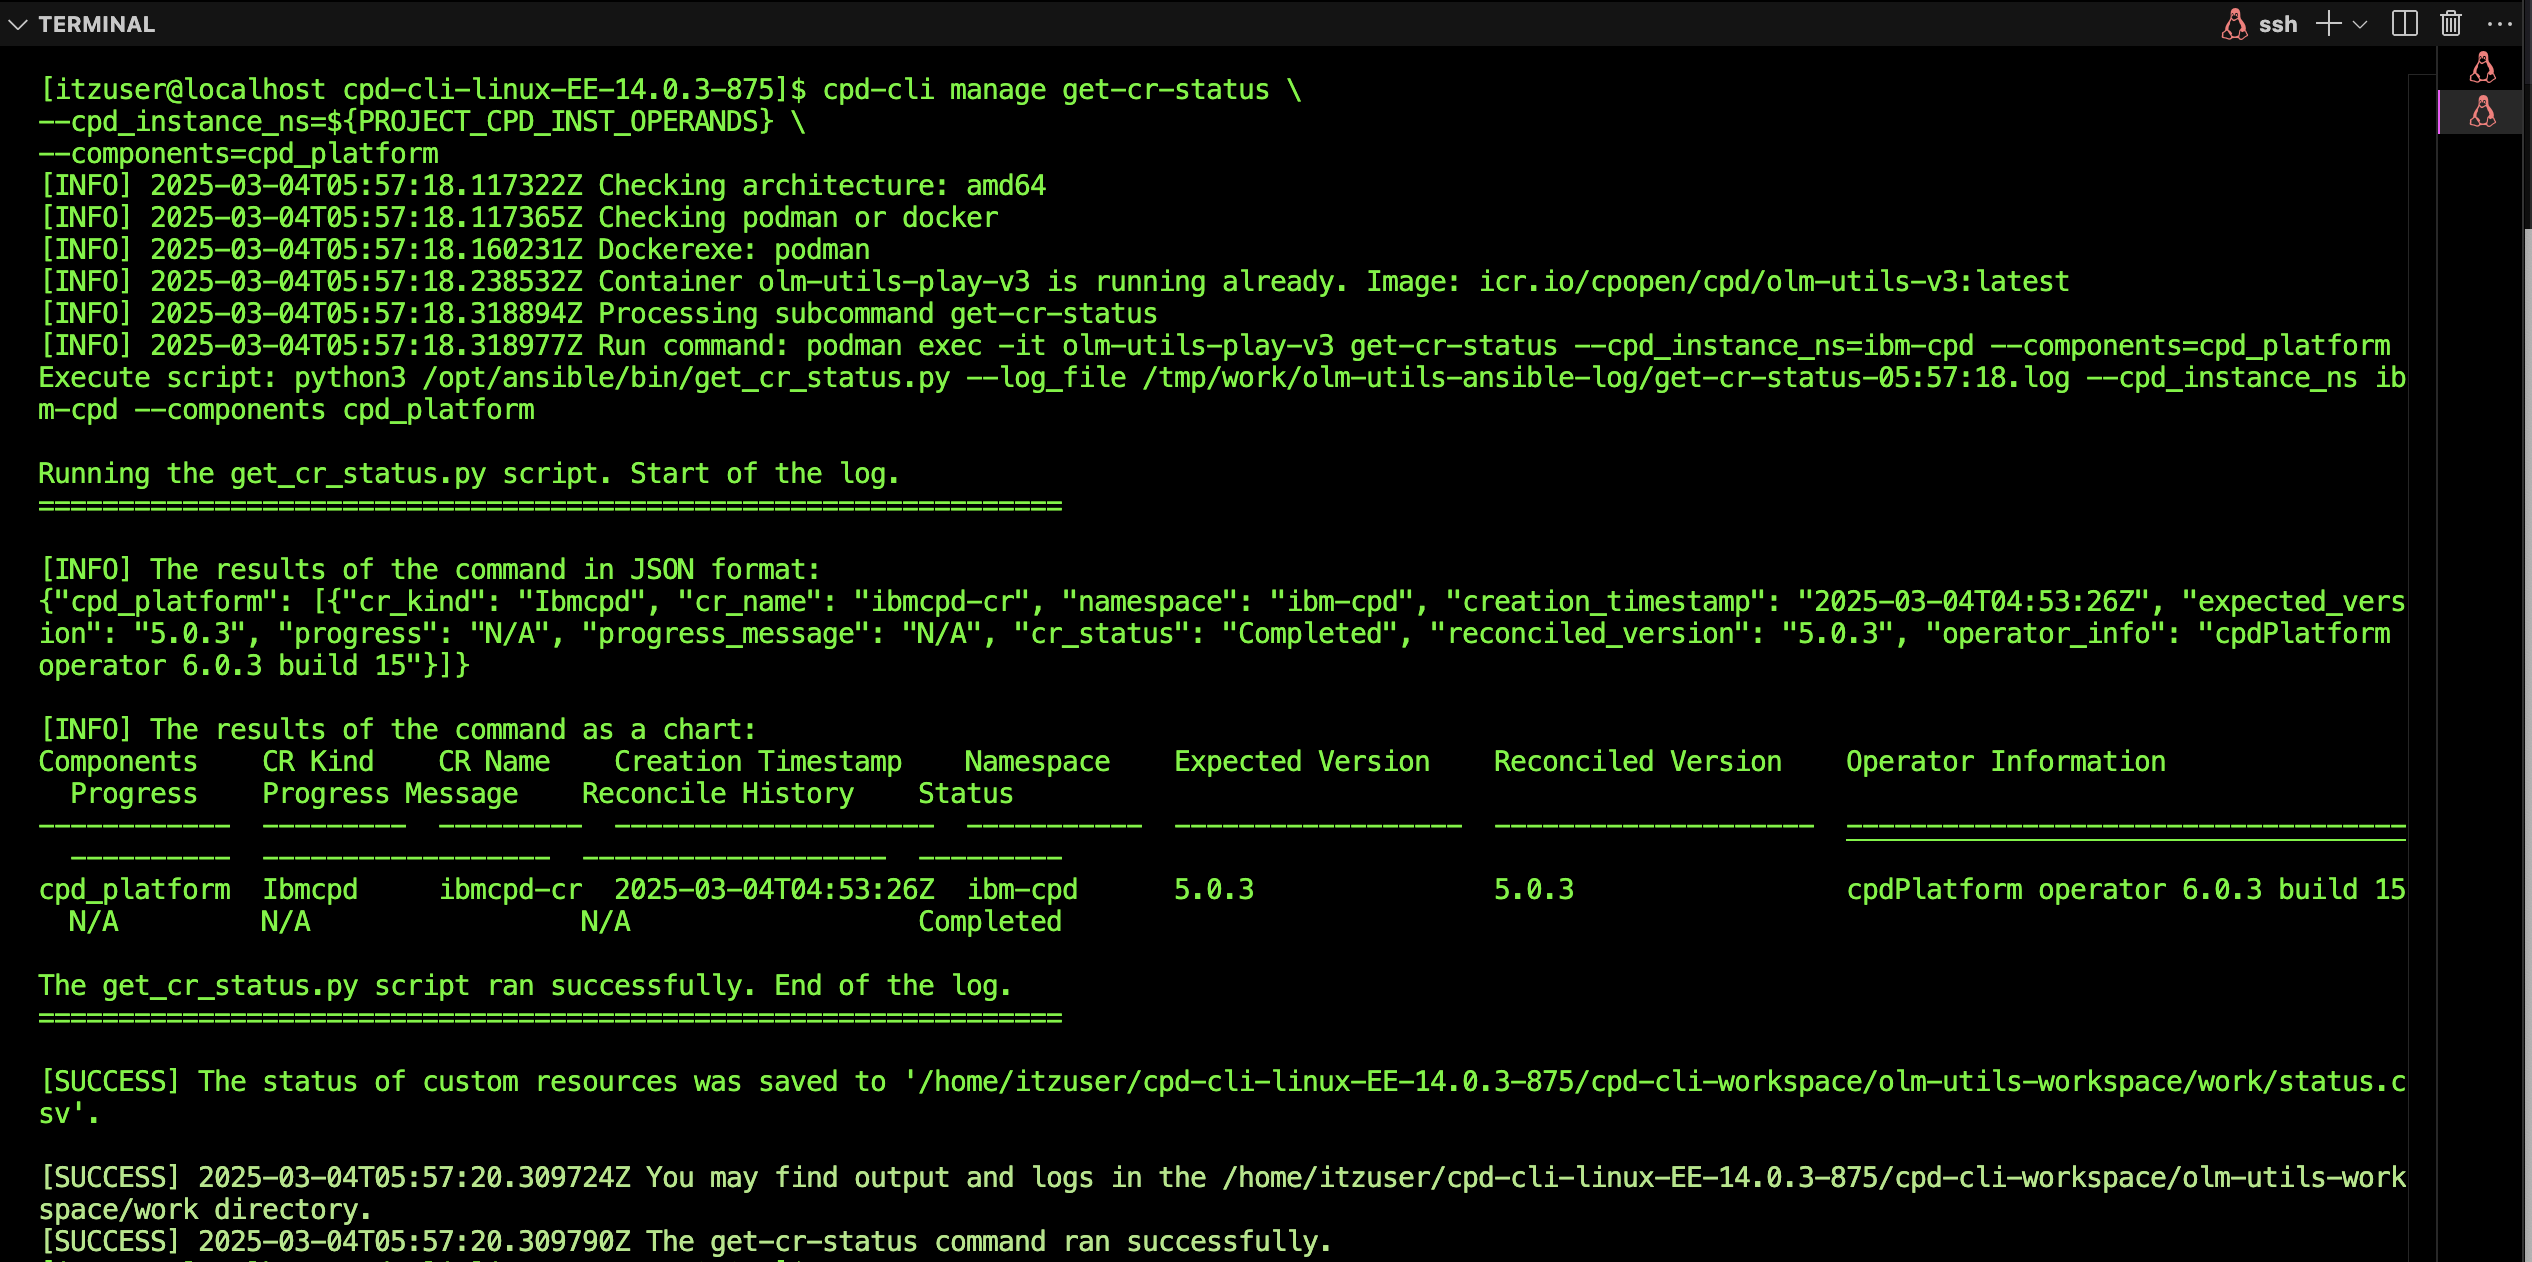 TERMINAL
ssh
[itzuser@localhost cpd-cli-linux-EE-14.0.3-875]$ cpd-cli manage get-cr-status \
--cpd_instance_ns=${PROJECT_CPD_INST_OPERANDS} \
--components=cpd_platform
[INFO] 2025-03-04T05:57:18.117322Z Checking architecture: amd64
[INFO] 2025-03-04T05:57:18.117365Z Checking podman or docker
[INFO] 2025-03-04T05:57:18.160231Z Dockerexe: podman
[INFO] 2025-03-04T05:57:18.238532Z Container olm-utils-play-v3 is running already. Image: icr.io/cpopen/cpd/olm-utils-v3:latest
[INFO] 2025-03-04T05:57:18.318894Z Processing subcommand get-cr-status
[INFO] 2025-03-04T05:57:18.318977Z Run command: podman exec -it olm-utils-play-v3 get-cr-status --cpd_instance_ns=ibm-cpd --components=cpd_platform
Execute script: python3 /opt/ansible/bin/get_cr_status.py --log_file /tmp/work/olm-utils-ansible-log/get-cr-status-05:57:18.log --cpd_instance_ns ib
m-cpd --components cpd_platform
Running the get_cr_status.py script. Start of the log.
================================================================
[INFO] The results of the command in JSON format:
{"cpd_platform": [{"cr_kind": "Ibmcpd", "cr_name": "ibmcpd-cr", "namespace": "ibm-cpd", "creation_timestamp": "2025-03-04T04:53:26Z", "expected_vers
ion": "5.0.3", "progress": "N/A", "progress_message": "N/A", "cr_status": "Completed", "reconciled_version": "5.0.3", "operator_info": "cpdPlatform
operator 6.0.3 build 15"}]}
[INFO] The results of the command as a chart:
Components    CR Kind    CR Name    Creation Timestamp    Namespace    Expected Version    Reconciled Version    Operator Information
  Progress    Progress Message    Reconcile History    Status
------------  ---------  ---------  --------------------  -----------  ------------------  --------------------  -----------------------------------
  ----------  ------------------  -------------------  ---------
cpd_platform  Ibmcpd     ibmcpd-cr  2025-03-04T04:53:26Z  ibm-cpd      5.0.3               5.0.3                 cpdPlatform operator 6.0.3 build 15
  N/A         N/A                 N/A                  Completed
The get_cr_status.py script ran successfully. End of the log.
================================================================
[SUCCESS] The status of custom resources was saved to '/home/itzuser/cpd-cli-linux-EE-14.0.3-875/cpd-cli-workspace/olm-utils-workspace/work/status.c
sv'.
[SUCCESS] 2025-03-04T05:57:20.309724Z You may find output and logs in the /home/itzuser/cpd-cli-linux-EE-14.0.3-875/cpd-cli-workspace/olm-utils-work
space/work directory.
[SUCCESS] 2025-03-04T05:57:20.309790Z The get-cr-status command ran successfully.